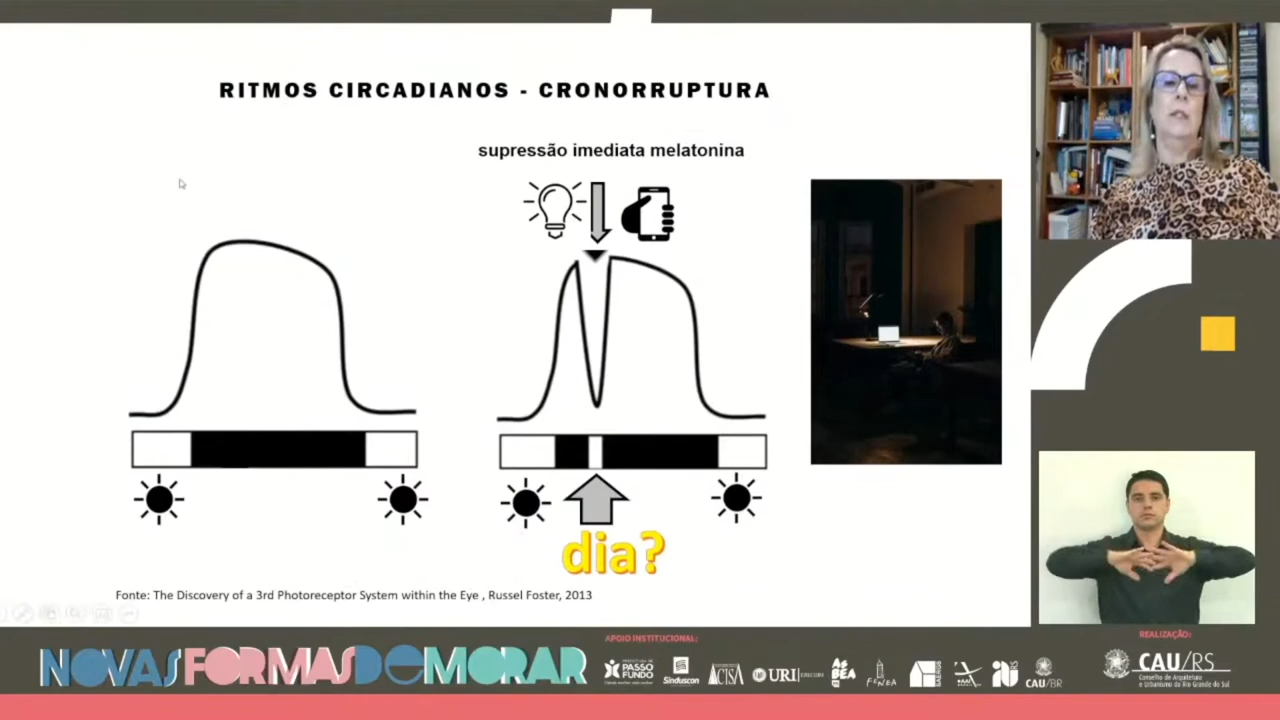 RITMOS CIRCADIANOS - CRONORRUPTURA
supressão imediata melatonina
dia?
Fonte: The Discovery of a 3rd Photoreceptor System within the Eye , Russel Foster, 2013
NOVAS FORMAS DE MORAR
APOIO INSTITUCIONAL:
PASSO FUNDO
Sinduscon
ACISA
URI
AsBEA
FENEA
CAU/BR
REALIZAÇÃO:
CAU/RS
Conselho de Arquitetura
e Urbanismo do Rio Grande do Sul